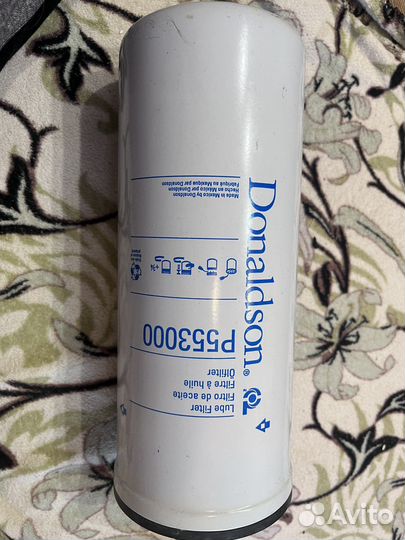 Donaldson®
Lube Filter
Filtro de aceite
Filtre à huile
Ölfilter
P553000
Made in Mexico by Donaldson
Hecho en México por Donaldson
Fabriqué au Mexique par Donaldson
Avito